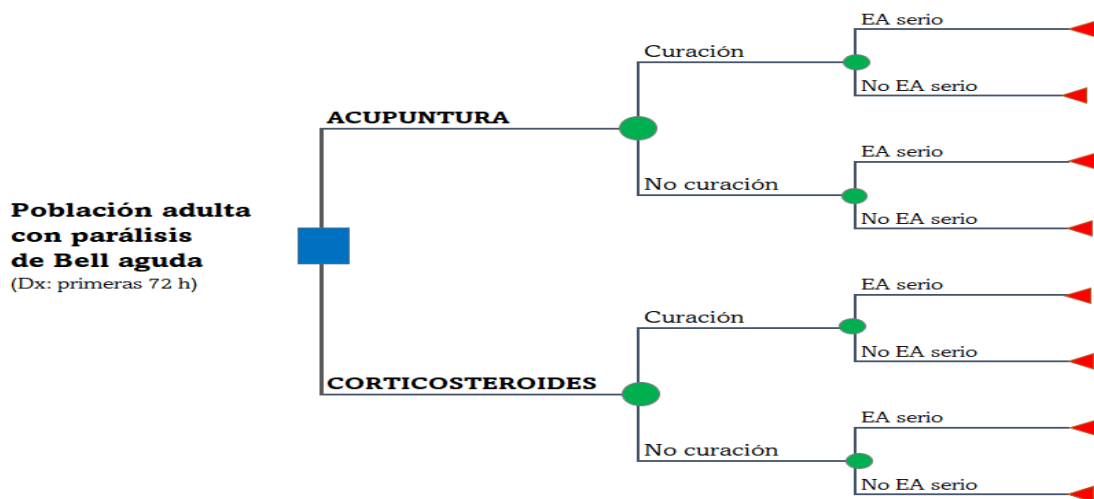 EA serio
Curación
No EA serio
ACUPUNTURA
EA serio
No curación
No EA serio
Población adulta
con parálisis
de Bell aguda
(Dx: primeras 72 h)
EA serio
Curación
No EA serio
CORTICOSTEROIDES
EA serio
No curación
No EA serio